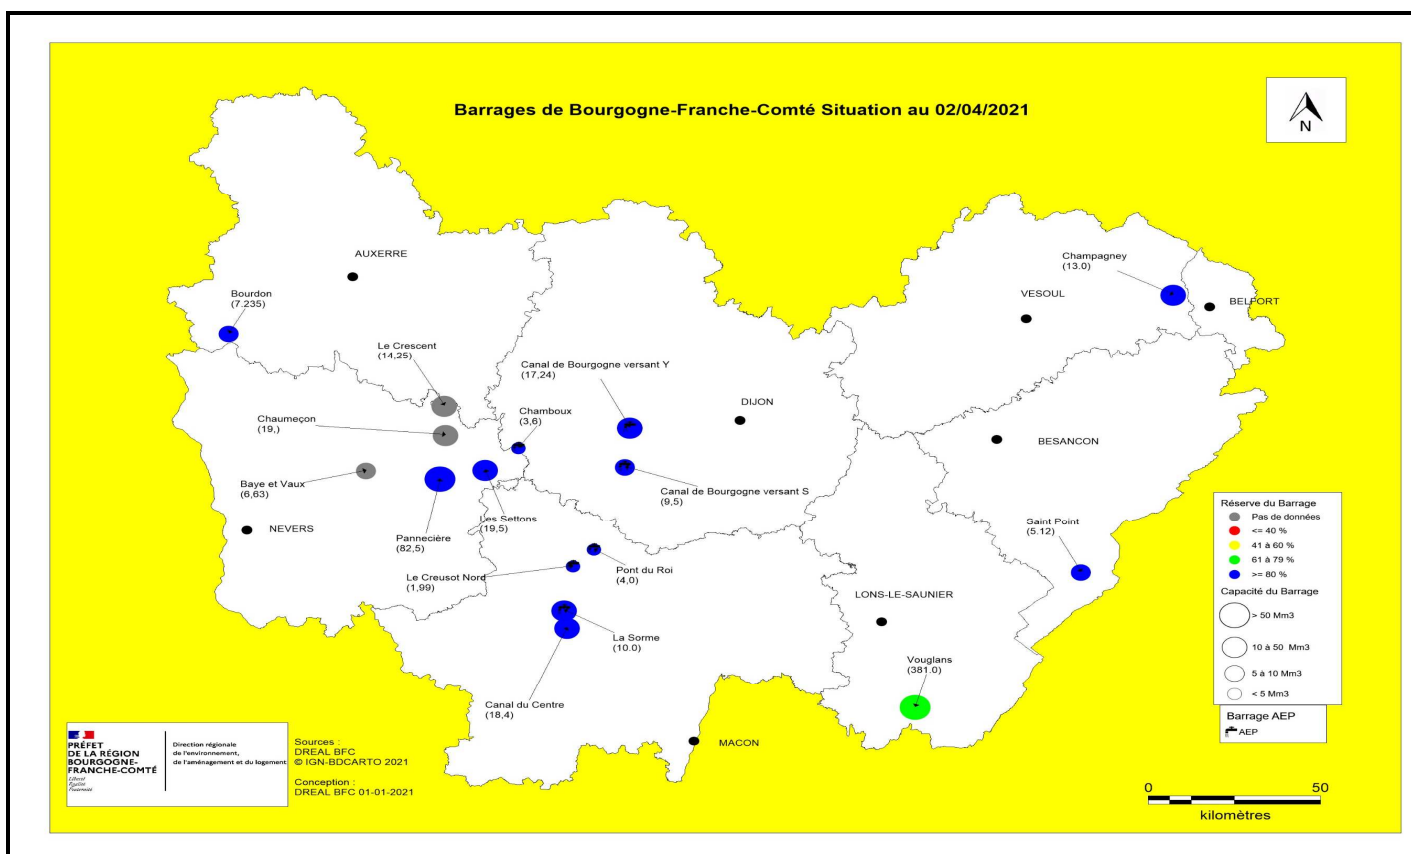 Barrages de Bourgogne-Franche-Comté Situation au 02/04/2021
N
AUXERRE
Bourdon
(7.235)
Le Crescent
(14,25)
Chaumeçon
(19,)
Baye et Vaux
(6,63)
NEVERS
Pannecière
(82,5)
Les Settons
(19,5)
Chamboux
(3,6)
Canal de Bourgogne versant Y
(17,24)
DIJON
Canal de Bourgogne versant S
(9,5)
Champagney
(13.0)
VESOUL
BELFORT
BESANCON
Saint Point
(5.12)
Le Creusot Nord
(1,99)
Pont du Roi
(4,0)
La Sorme
(10.0)
Canal du Centre
(18,4)
LONS-LE-SAUNIER
Vouglans
(381.0)
MACON
Réserve du Barrage
Pas de données
<= 40 %
41 à 60 %
61 à 79 %
>= 80 %
Capacité du Barrage
> 50 Mm3
10 à 50 Mm3
5 à 10 Mm3
< 5 Mm3
Barrage AEP
AEP
0 50
kilomètres
PRÉFET
DE LA RÉGION
BOURGOGNE-
FRANCHE-COMTÉ
Liberté
Égalité
Fraternité
Direction régionale
de l'environnement,
de l'aménagement et du logement
Sources :
DREAL BFC
© IGN-BDCARTO 2021
Conception :
DREAL BFC 01-01-2021